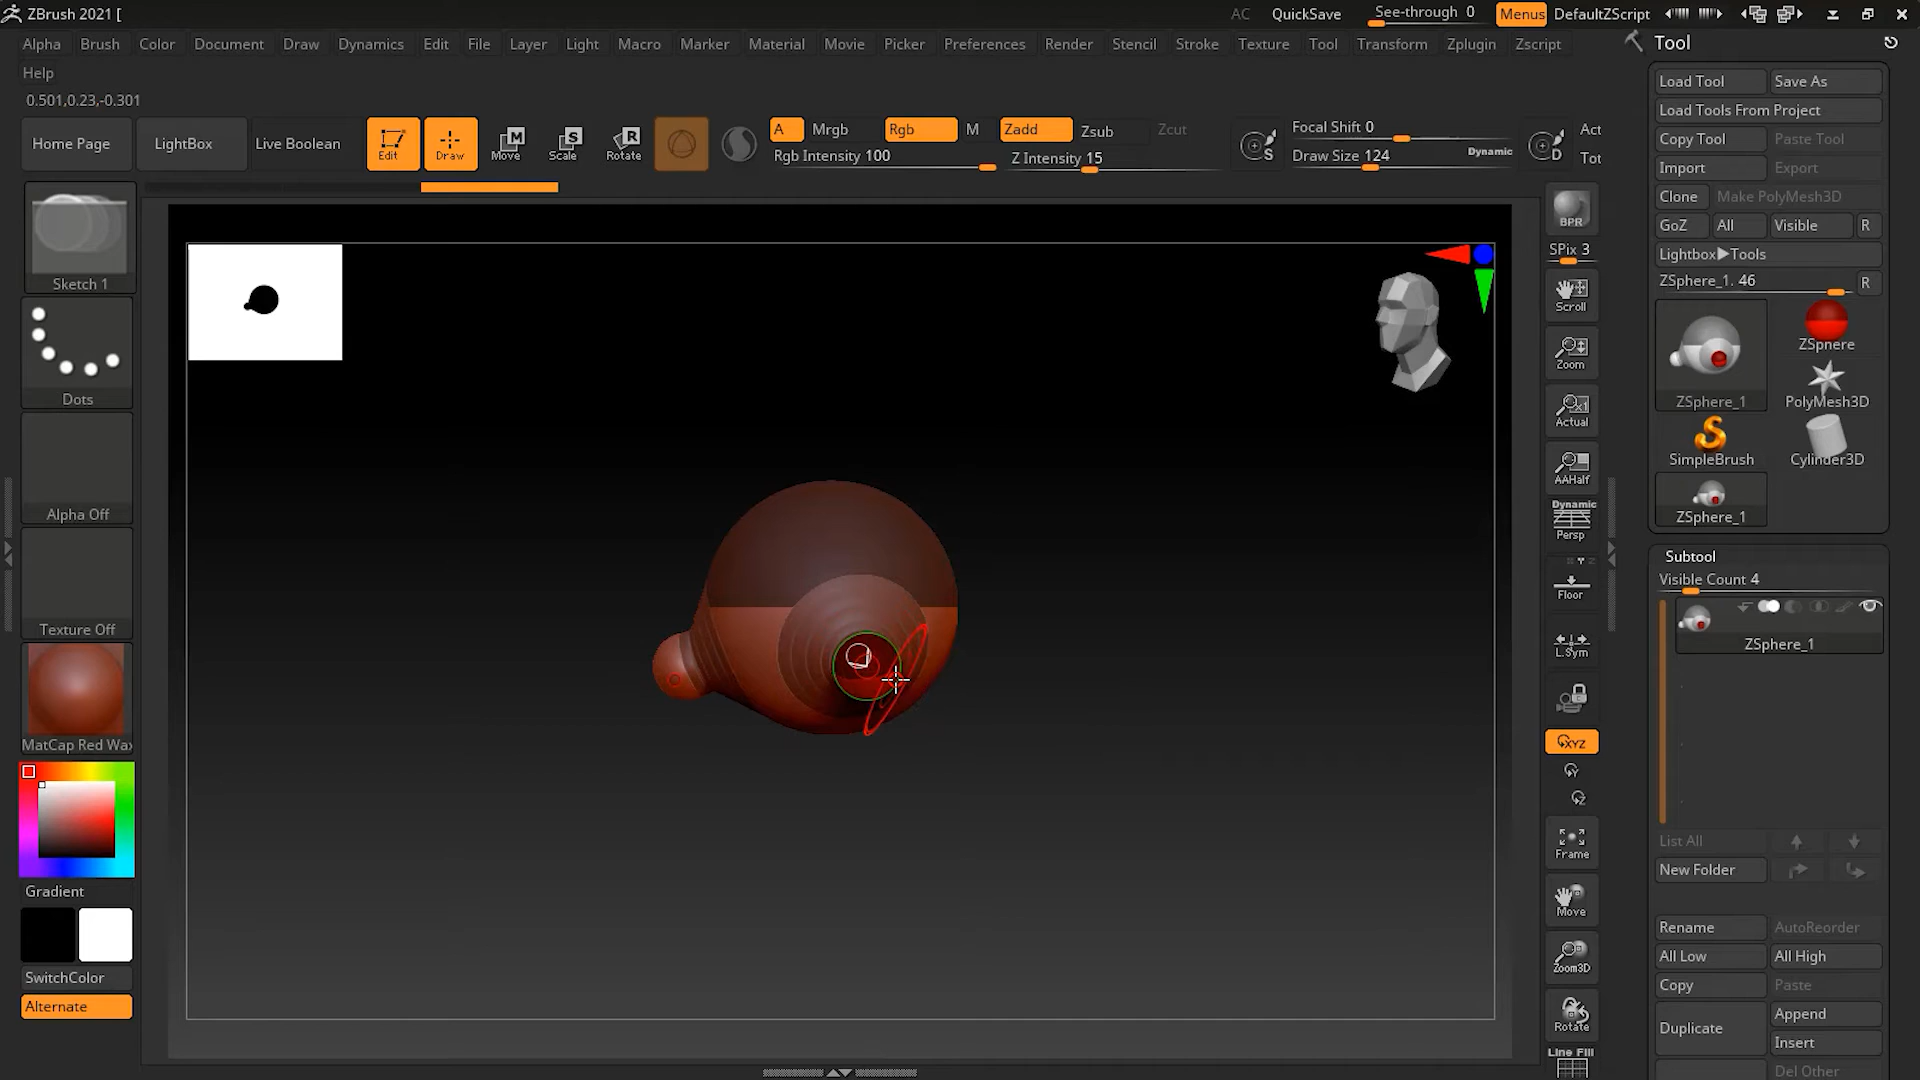 ZBrush 2021 [
AC QuickSave See-through 0 Menus DefaultZScript
Alpha Brush Color Document Draw Dynamics Edit File Layer Light Macro Marker Material Movie Picker Preferences Render Stencil Stroke Texture Tool Transform Zplugin Zscript
Help
0.501,0.23,-0.301
Home Page LightBox Live Boolean
Edit Draw Move Scale Rotate
M S R
A Mrgb Rgb M Zadd Zsub Zcut
Rgb Intensity 100 Z Intensity 15
S Focal Shift 0
Draw Size 124 Dynamic D
Act
Tot
Sketch 1
Dots
Alpha Off
Texture Off
MatCap Red Wax
Gradient
SwitchColor
Alternate
BPR
SPix 3
Scroll
Zoom
Actual
AAHalf
Dynamic
Persp
Floor
L.Sym
XYZ
Y
Z
Frame
Move
Zoom3D
Rotate
Line Fill
Tool
Load Tool Save As
Load Tools From Project
Copy Tool Paste Tool
Import Export
Clone Make PolyMesh3D
GoZ All Visible R
Lightbox▶Tools
ZSphere_1. 46 R
ZSphere_1 ZSphere
PolyMesh3D
SimpleBrush Cylinder3D
ZSphere_1
Subtool
Visible Count 4
ZSphere_1
List All
New Folder
Rename AutoReorder
All Low All High
Copy Paste
Duplicate Append
Insert
Del Other